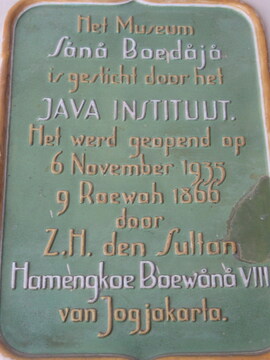 Het Museum
Sånå Boedåjå
is gesticht door het
JAVA INSTITUUT.
Het werd geopend op
6 November 1935
9 Roewah 1866
door
Z.H. den Sultan
Hamengkoe Boewånå VIII
van Jogjakarta.